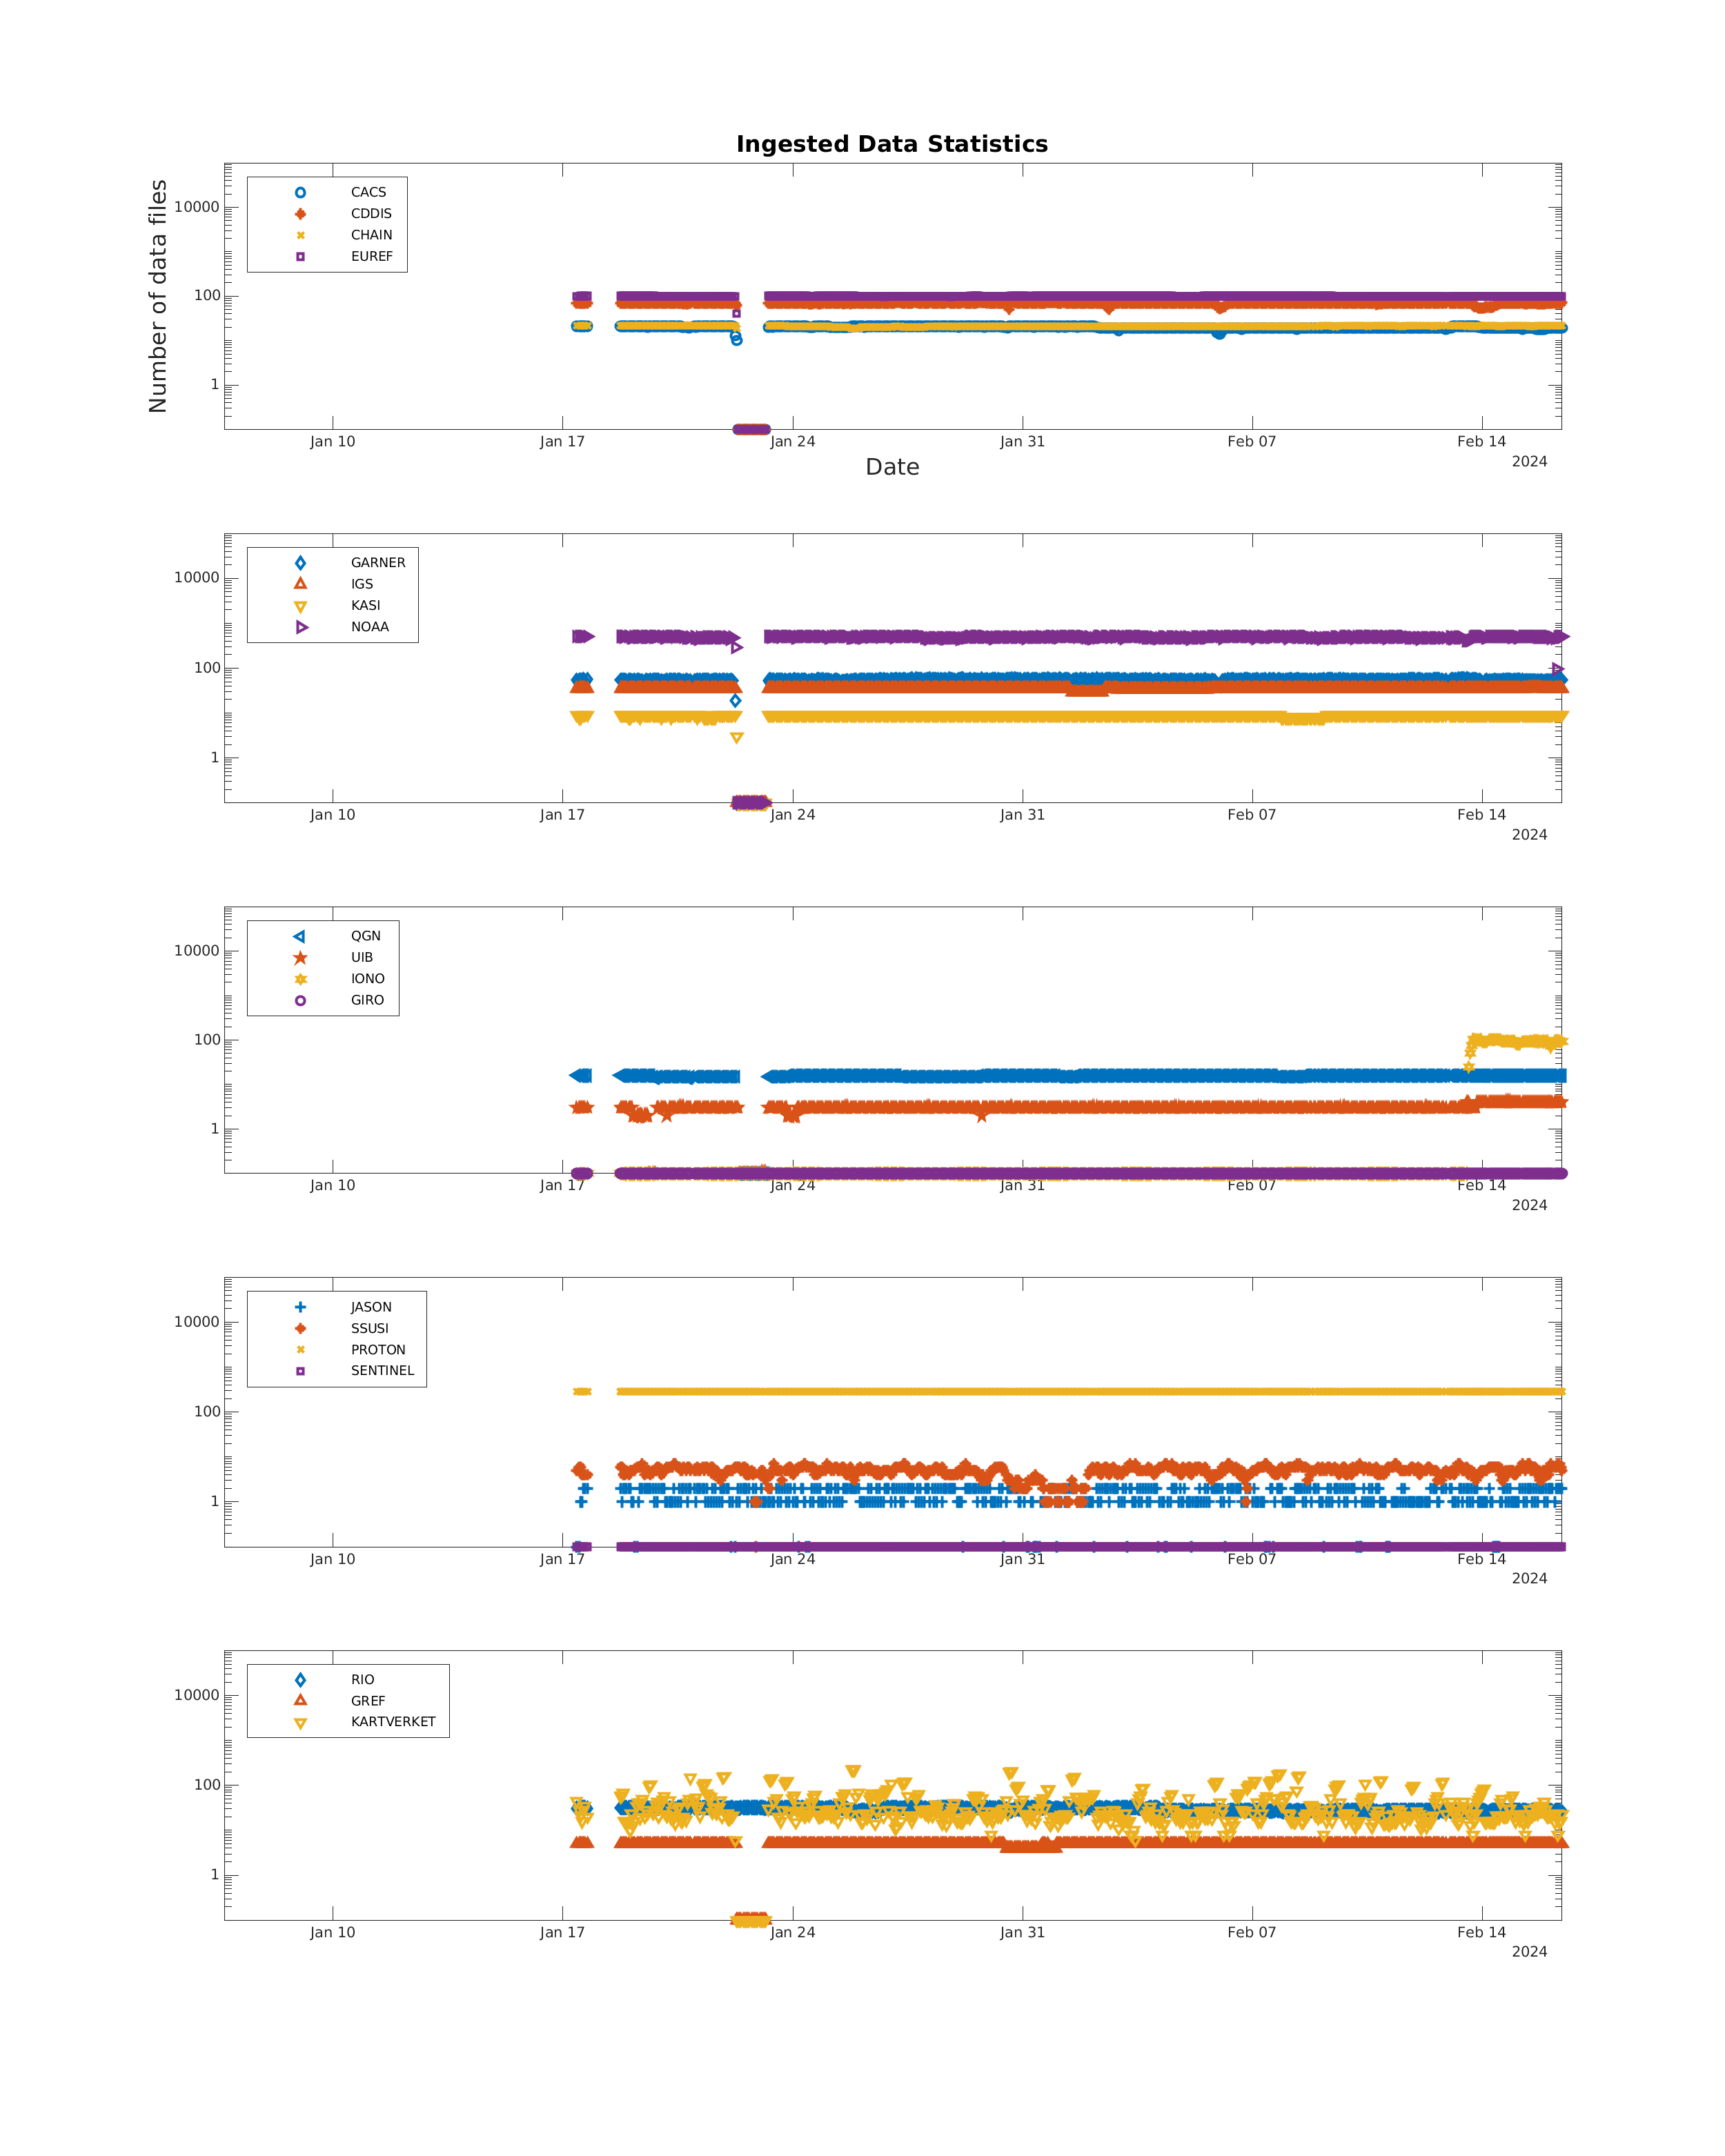 Ingested Data Statistics
Number of data files
10000
100
1
CACS
CDDIS
CHAIN
EUREF
Jan 10 Jan 17 Jan 24 Jan 31 Feb 07 Feb 14
2024
Date
10000
100
1
GARNER
IGS
KASI
NOAA
Jan 10 Jan 17 Jan 24 Jan 31 Feb 07 Feb 14
2024
10000
100
1
QGN
UIB
IONO
GIRO
Jan 10 Jan 17 Jan 24 Jan 31 Feb 07 Feb 14
2024
10000
100
1
JASON
SSUSI
PROTON
SENTINEL
Jan 10 Jan 17 Jan 24 Jan 31 Feb 07 Feb 14
2024
10000
100
1
RIO
GREF
KARTVERKET
Jan 10 Jan 17 Jan 24 Jan 31 Feb 07 Feb 14
2024